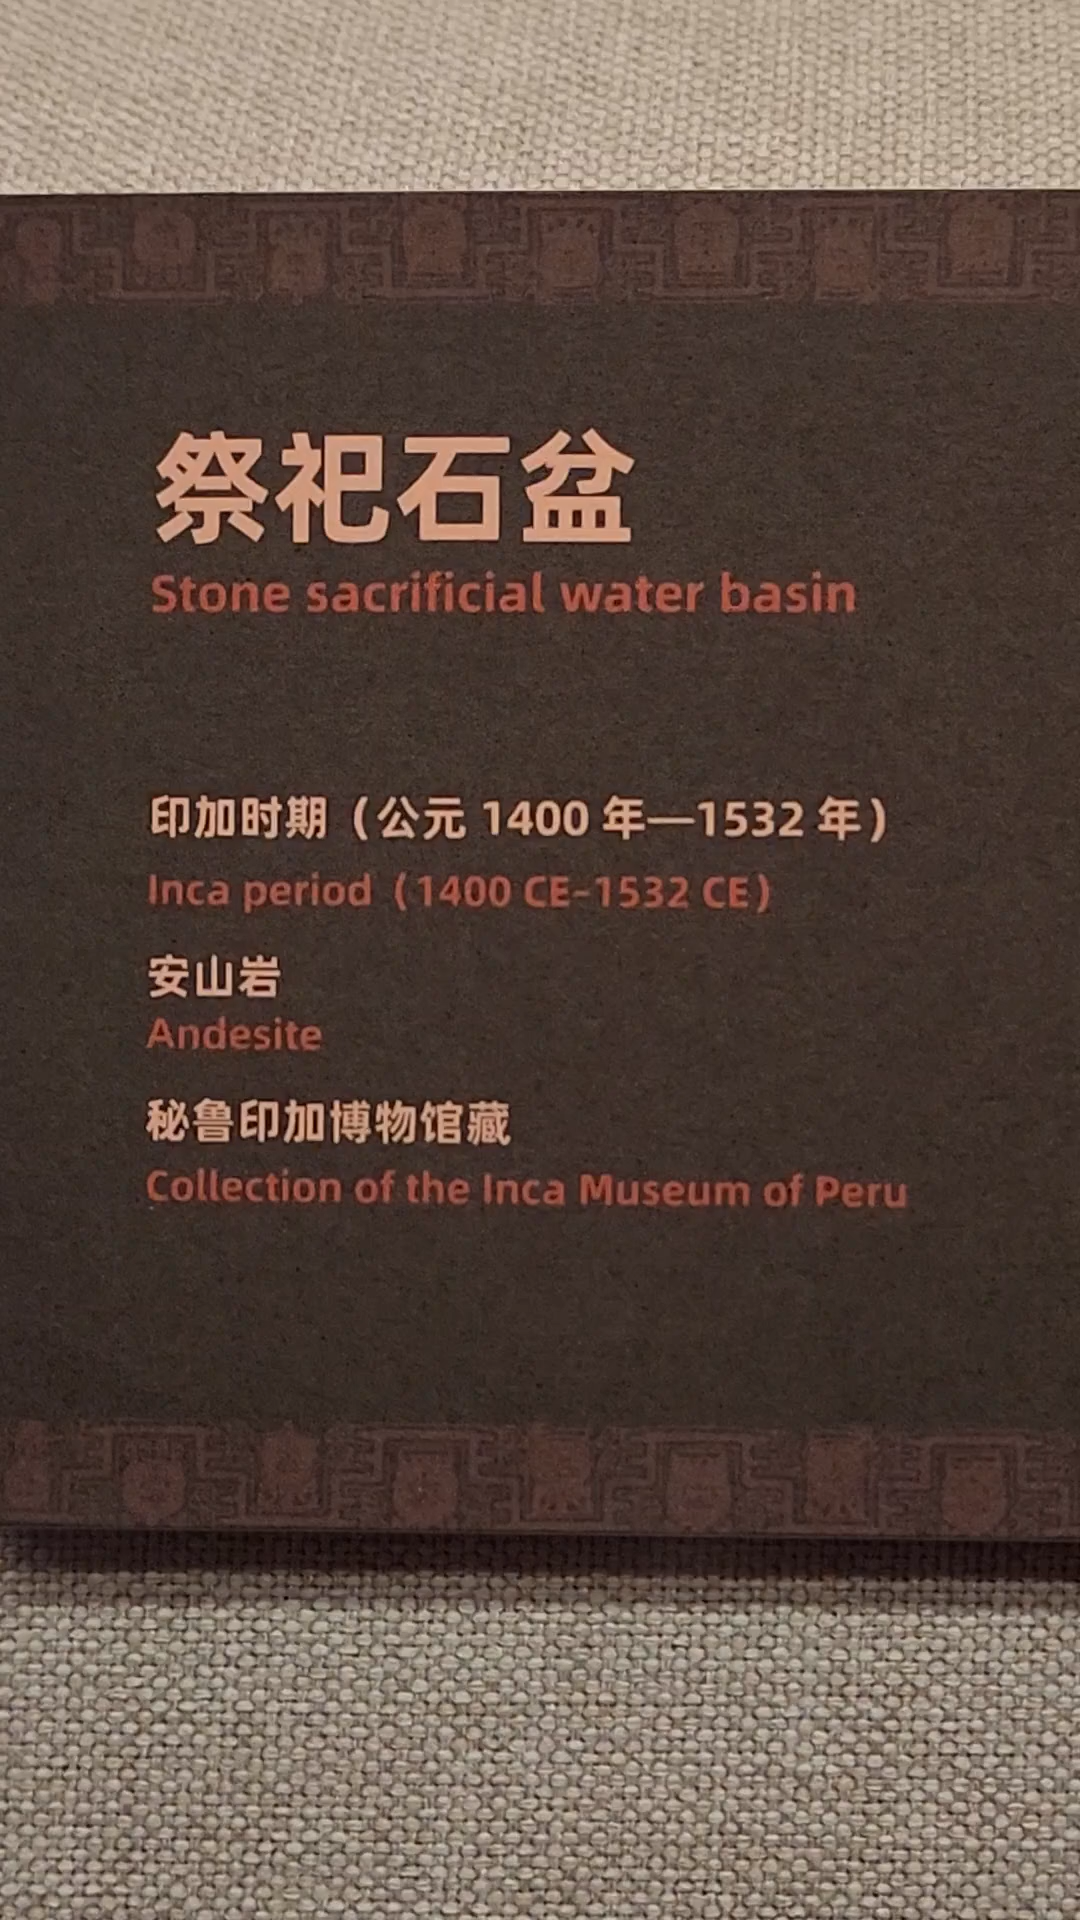 祭祀石盆
Stone sacrificial water basin
印加时期（公元 1400 年—1532 年）
Inca period（1400 CE–1532 CE）
安山岩
Andesite
秘鲁印加博物馆藏
Collection of the Inca Museum of Peru